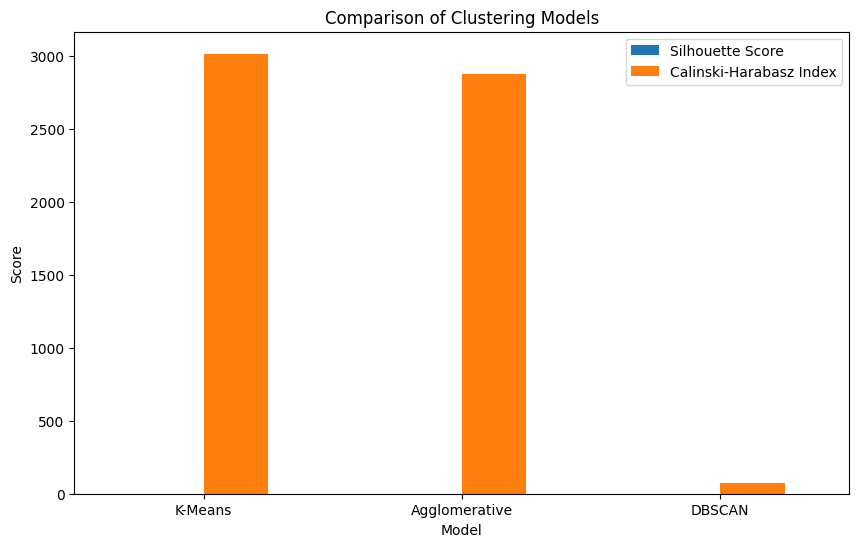 Comparison of Clustering Models
Silhouette Score
Calinski-Harabasz Index
3000
2500
2000
1500
1000
500
0
Score
K-Means Agglomerative DBSCAN
Model